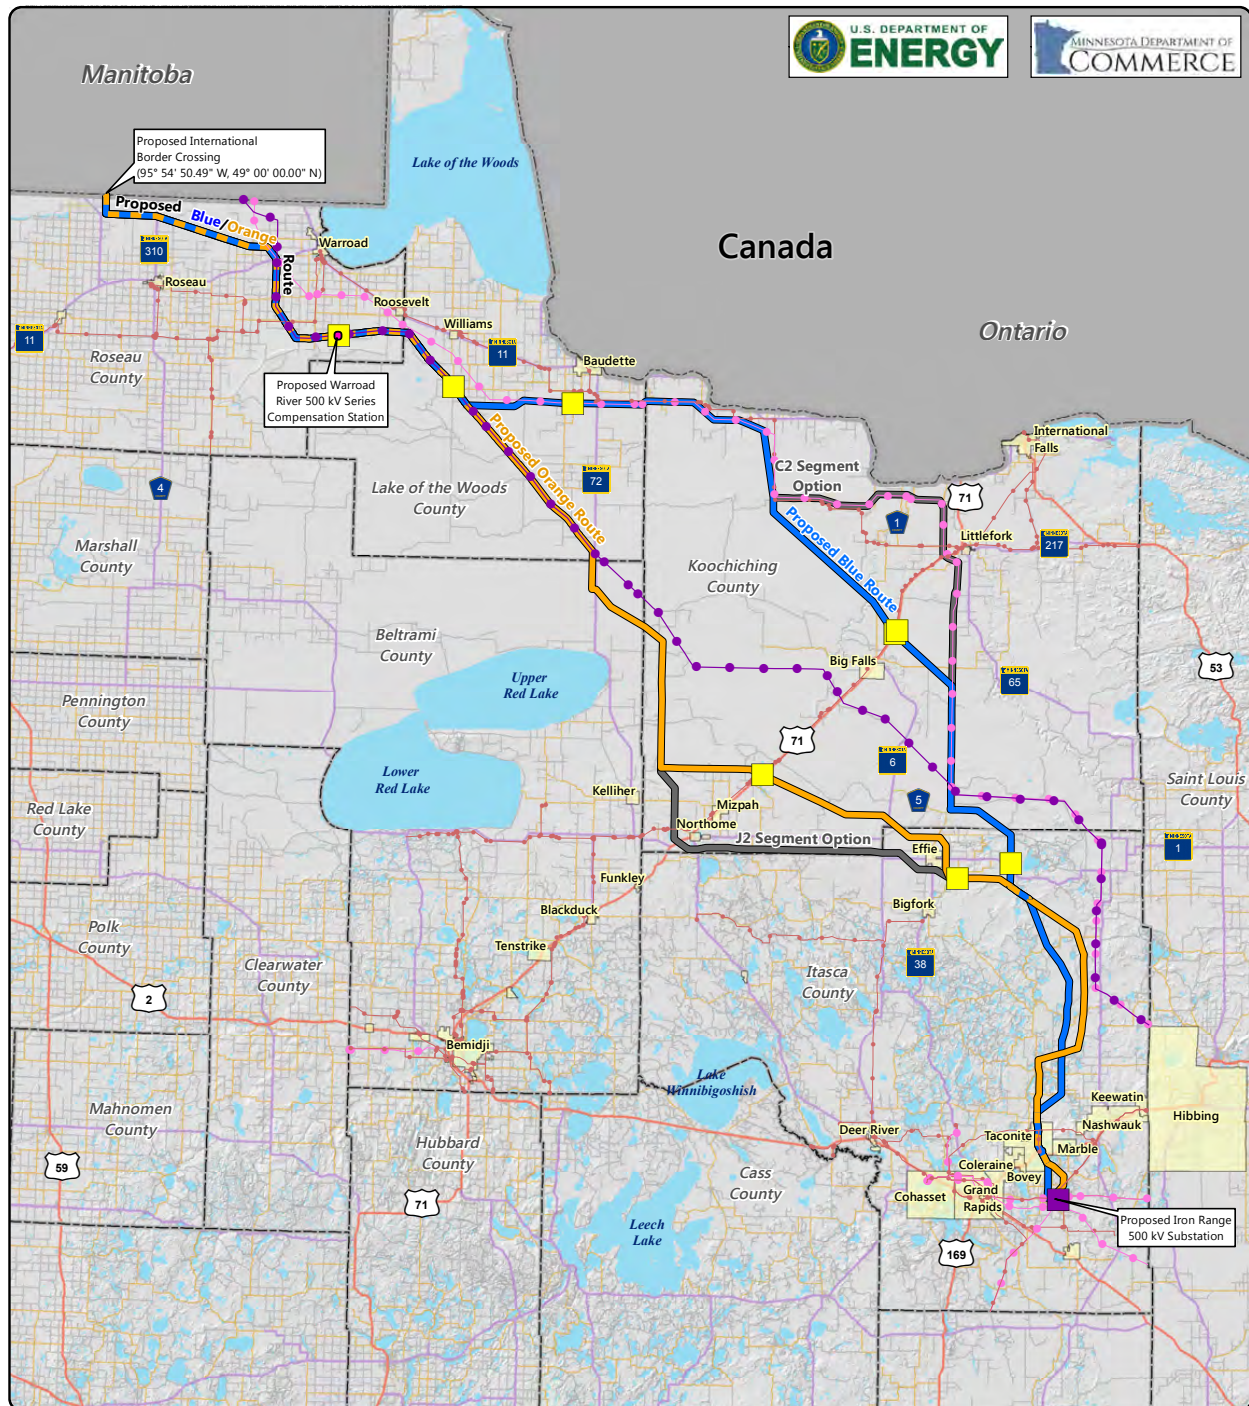 U.S. DEPARTMENT OF
ENERGY
MINNESOTA DEPARTMENT OF
COMMERCE
Manitoba
Proposed International
Border Crossing
(95° 54' 50.49" W, 49° 00' 00.00" N)
Lake of the Woods
Proposed
Blue/Orange
Route
Canada
Ontario
310
Warroad
Roseau
Roosevelt
Williams
11
11
Baudette
Roseau
County
Proposed Warroad
River 500 kV Series
Compensation Station
Proposed Orange Route
International
Falls
C2 Segment
Option
71
72
4
Lake of the Woods
County
1
Littlefork
217
Proposed Blue Route
Marshall
County
Koochiching
County
Beltrami
County
Big Falls
53
65
Upper
Red Lake
Pennington
County
71
6
Lower
Red Lake
Kelliher
5
Saint Louis
County
Mizpah
Northome
Red Lake
County
J2 Segment Option
Effie
1
Funkley
Bigfork
Blackduck
Polk
County
Tenstrike
38
Clearwater
County
Itasca
County
2
Bemidji
Lake
Winnibigoshish
Keewatin
Hibbing
Mahnomen
County
Nashwauk
Deer River
Taconite
Marble
Hubbard
County
59
Coleraine
Bovey
Cass
County
Cohasset
Grand
Rapids
71
Leech
Lake
Proposed Iron Range
500 kV Substation
169